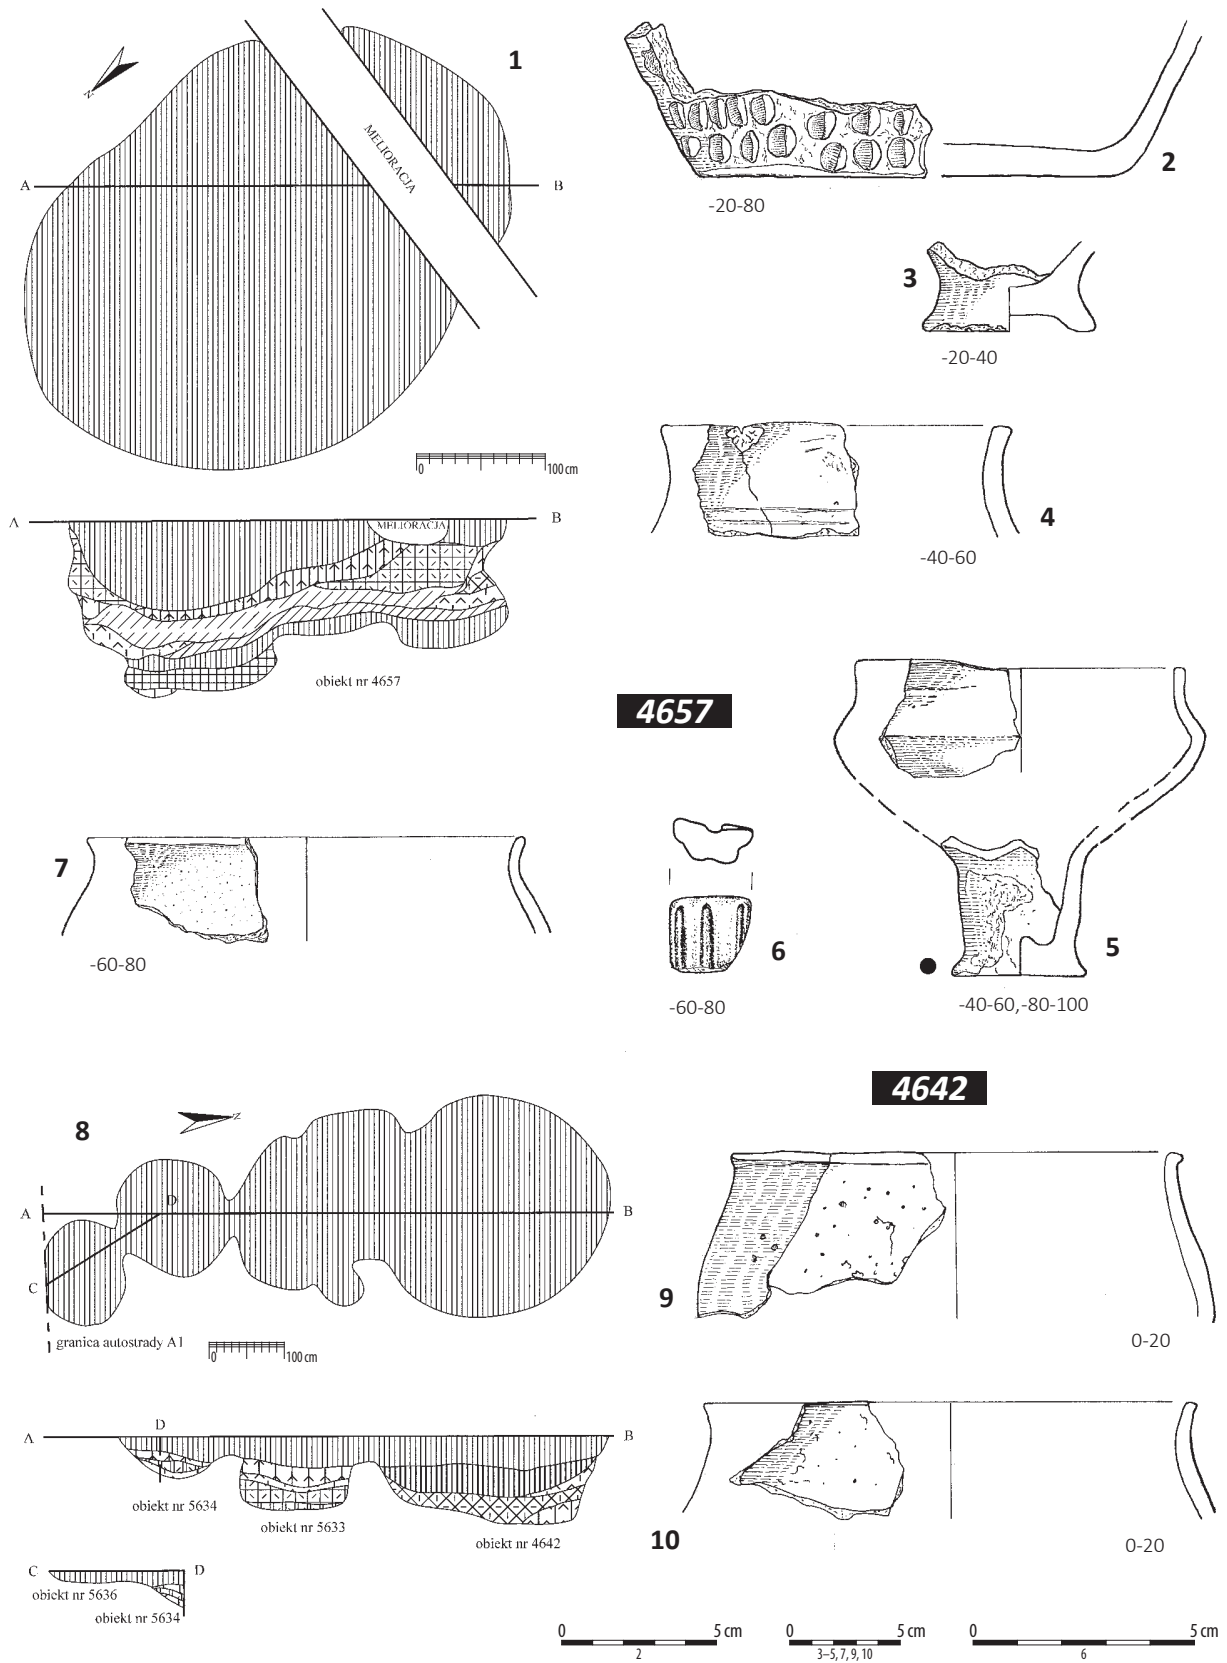 1
N
MELIORACJA
A
B
0
100 cm
A
B
MELIORACJA
obiekt nr 4657
2
-20-80
3
-20-40
4
-40-60
4657
5
-40-60,-80-100
6
-60-80
7
-60-80
4642
8
N
A
B
C
D
granica autostrady A1
0
100 cm
A
D
B
obiekt nr 5634
obiekt nr 5633
obiekt nr 4642
C
D
obiekt nr 5636
obiekt nr 5634
9
0-20
10
0-20
0
5 cm
2
0
5 cm
3–5, 7, 9, 10
0
5 cm
6